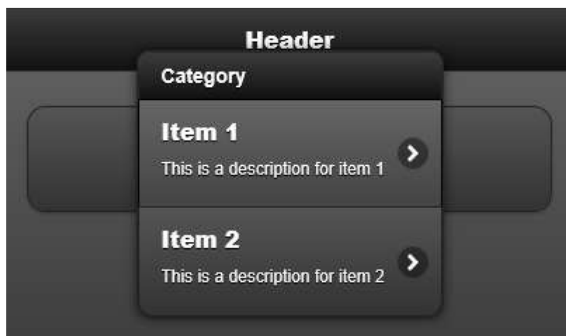 Header
Category
Item 1
This is a description for item 1
Item 2
This is a description for item 2